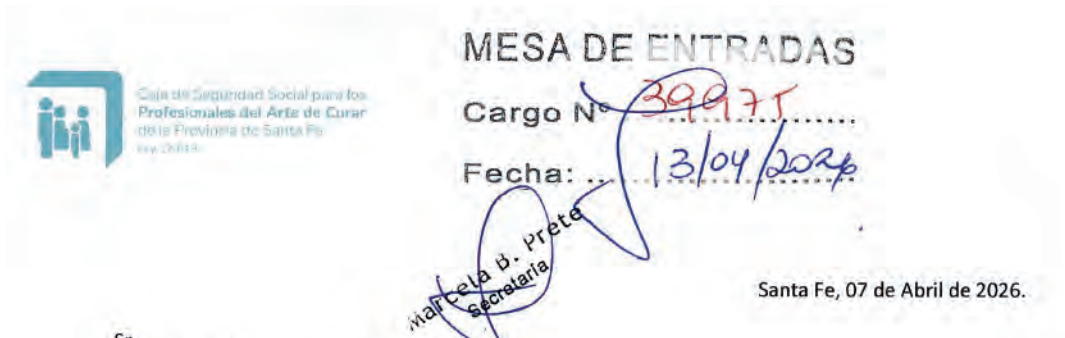 Caja de Seguridad Social para los
Profesionales del Arte de Curar
de la Provincia de Santa Fe
MESA DE ENTRADAS
Cargo Nº 39975
Fecha: 13/04/2026
Marcela B. Prete
Secretaria
Santa Fe, 07 de Abril de 2026.